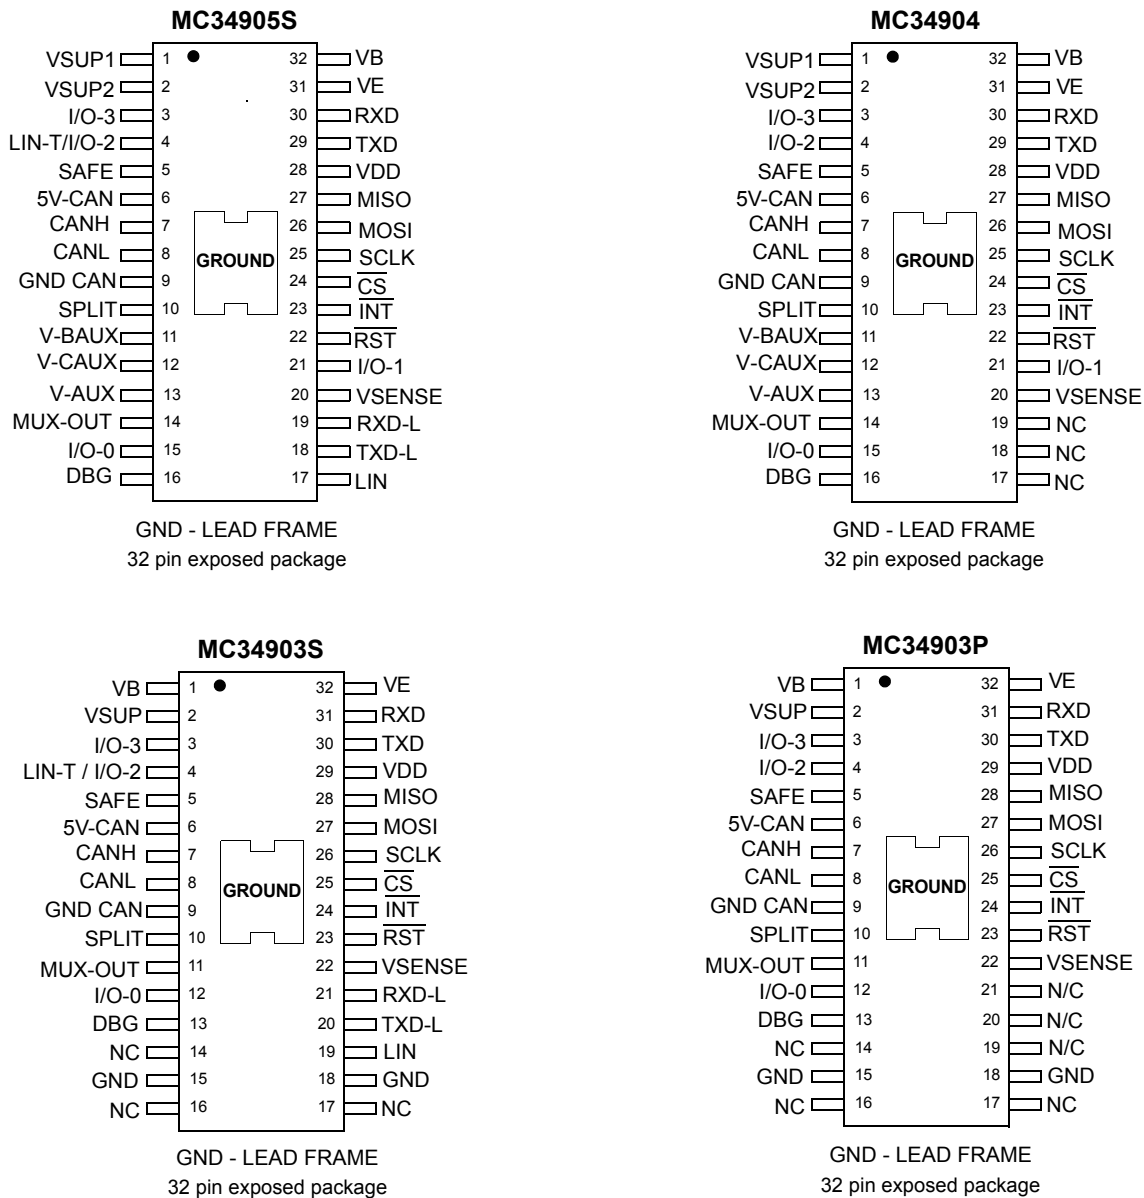 MC34905S
VSUP1 1 32 VB
VSUP2 2 31 VE
I/O-3 3 30 RXD
LIN-T/I/O-2 4 29 TXD
SAFE 5 28 VDD
5V-CAN 6 27 MISO
CANH 7 26 MOSI
CANL 8 25 SCLK
GROUND
GND CAN 9 24 CS
SPLIT 10 23 INT
V-BAUX 11 22 RST
V-CAUX 12 21 I/O-1
V-AUX 13 20 VSENSE
MUX-OUT 14 19 RXD-L
I/O-0 15 18 TXD-L
DBG 16 17 LIN
GND - LEAD FRAME
32 pin exposed package
MC34904
VSUP1 1 32 VB
VSUP2 2 31 VE
I/O-3 3 30 RXD
I/O-2 4 29 TXD
SAFE 5 28 VDD
5V-CAN 6 27 MISO
CANH 7 26 MOSI
CANL 8 25 SCLK
GROUND
GND CAN 9 24 CS
SPLIT 10 23 INT
V-BAUX 11 22 RST
V-CAUX 12 21 I/O-1
V-AUX 13 20 VSENSE
MUX-OUT 14 19 NC
I/O-0 15 18 NC
DBG 16 17 NC
GND - LEAD FRAME
32 pin exposed package
MC34903S
VB 1 32 VE
VSUP 2 31 RXD
I/O-3 3 30 TXD
LIN-T / I/O-2 4 29 VDD
SAFE 5 28 MISO
5V-CAN 6 27 MOSI
CANH 7 26 SCLK
CANL 8 25 CS
GROUND
GND CAN 9 24 INT
SPLIT 10 23 RST
MUX-OUT 11 22 VSENSE
I/O-0 12 21 RXD-L
DBG 13 20 TXD-L
NC 14 19 LIN
GND 15 18 GND
NC 16 17 NC
GND - LEAD FRAME
32 pin exposed package
MC34903P
VB 1 32 VE
VSUP 2 31 RXD
I/O-3 3 30 TXD
I/O-2 4 29 VDD
SAFE 5 28 MISO
5V-CAN 6 27 MOSI
CANH 7 26 SCLK
CANL 8 25 CS
GROUND
GND CAN 9 24 INT
SPLIT 10 23 RST
MUX-OUT 11 22 VSENSE
I/O-0 12 21 N/C
DBG 13 20 N/C
NC 14 19 N/C
GND 15 18 GND
NC 16 17 NC
GND - LEAD FRAME
32 pin exposed package